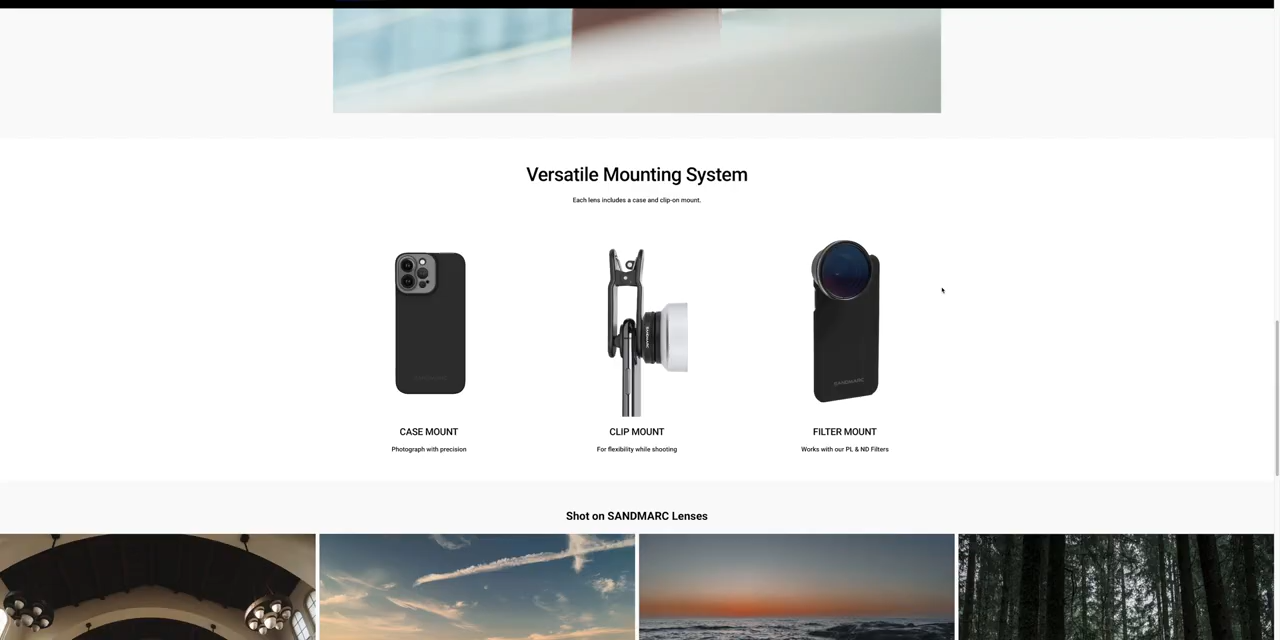 Versatile Mounting System
Each lens includes a case and clip-on mount.
SANDMARC
CASE MOUNT
CLIP MOUNT
FILTER MOUNT
Photograph with precision
For flexibility while shooting
Works with our PL & ND Filters
Shot on SANDMARC Lenses